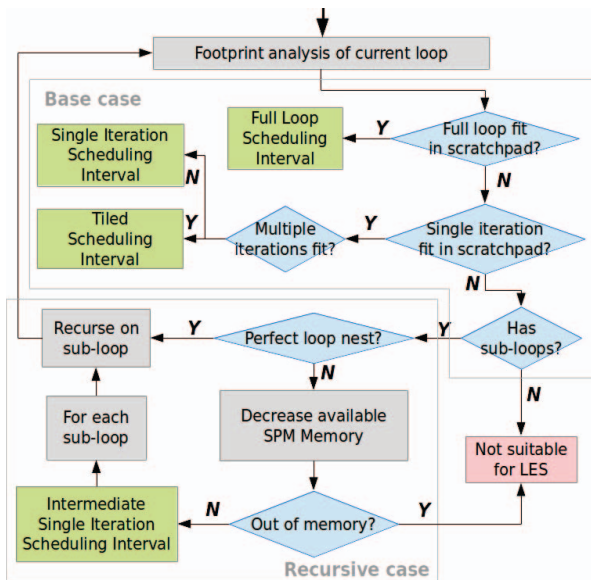 Footprint analysis of current loop
Base case
Single Iteration
Scheduling
Interval
Full Loop
Scheduling
Interval
Y
Full loop fit
in scratchpad?
N
N
Y
Tiled
Scheduling
Interval
Multiple
iterations fit?
Y
Single iteration
fit in scratchpad?
N
Recurse on
sub-loop
Y
Perfect loop nest?
Y
Has
sub-loops?
N
N
For each
sub-loop
Decrease available
SPM Memory
Not suitable
for LES
Intermediate
Single Iteration
Scheduling Interval
N
Out of memory?
Y
Recursive case